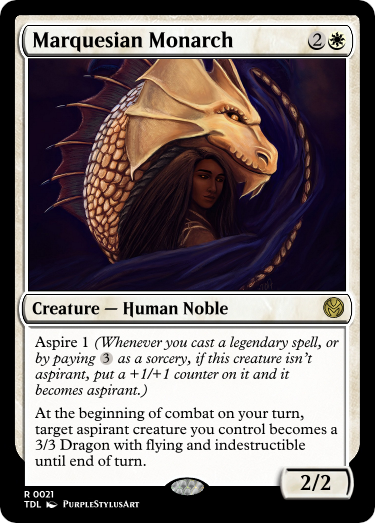 Marquesian Monarch 2
Creature — Human Noble
Aspire 1 (Whenever you cast a legendary spell, or
by paying 3 as a sorcery, if this creature isn't
aspirant, put a +1/+1 counter on it and it
becomes aspirant.)
At the beginning of combat on your turn,
target aspirant creature you control becomes a
3/3 Dragon with flying and indestructible
until end of turn.
2/2
R 0021
TDL PurpleStylusArt